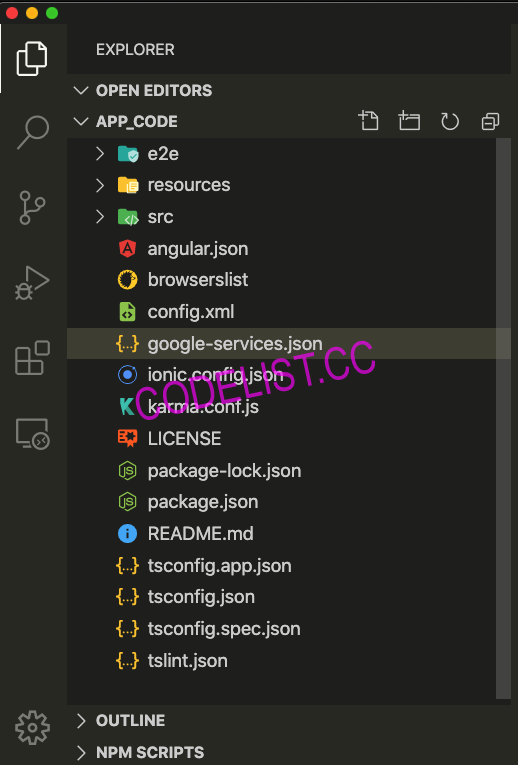 EXPLORER
OPEN EDITORS
APP_CODE
e2e
resources
src
angular.json
browserslist
config.xml
google-services.json
ionic.config.json
karma.conf.js
LICENSE
package-lock.json
package.json
README.md
tsconfig.app.json
tsconfig.json
tsconfig.spec.json
tslint.json
OUTLINE
NPM SCRIPTS
CODELIST.CC